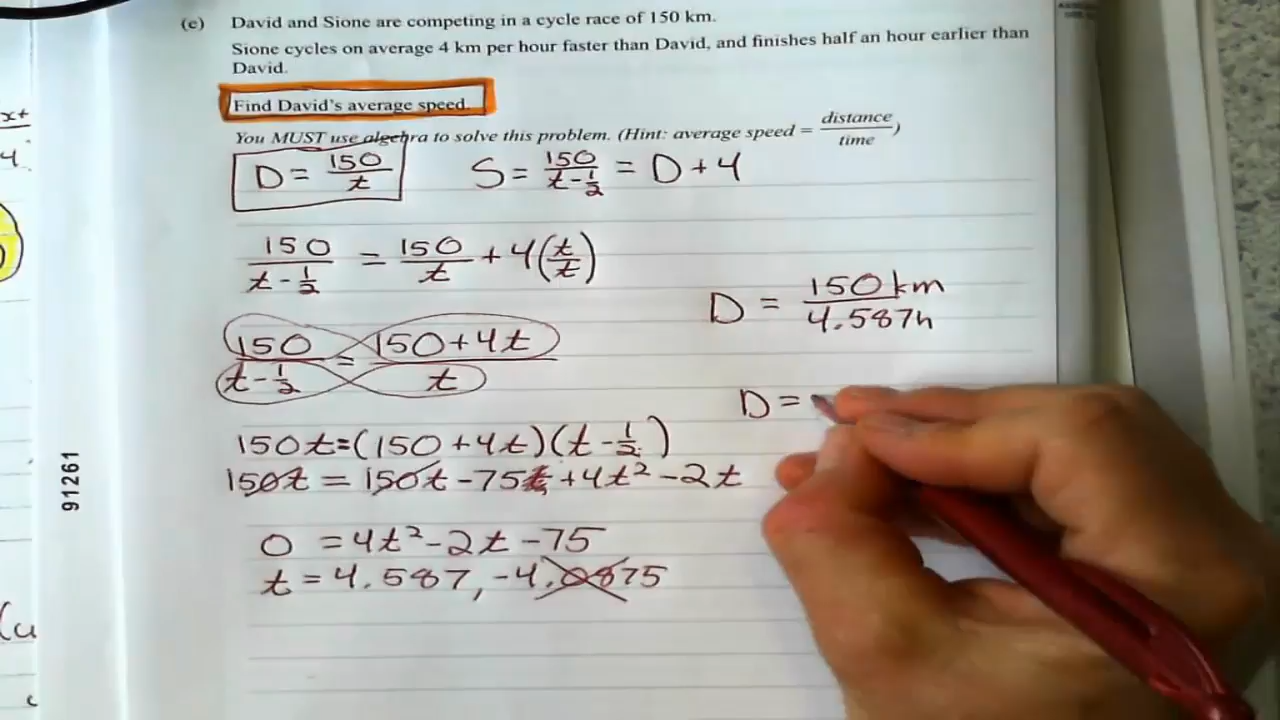 (e) David and Sione are competing in a cycle race of 150 km.
Sione cycles on average 4 km per hour faster than David, and finishes half an hour earlier than
David.
Find David's average speed.
You MUST use algebra to solve this problem. (Hint: average speed = distance/time)
D = 150/t S = 150/(t - 1/2) = D + 4
150/(t - 1/2) = 150/t + 4(t/t)
150/(t - 1/2) = (150 + 4t)/t
150t = (150 + 4t)(t - 1/2)
150t = 150t - 75 + 4t² - 2t
0 = 4t² - 2t - 75
t = 4.587, -4.0875
D = 150 km/4.587h
D =
91261
xt
4